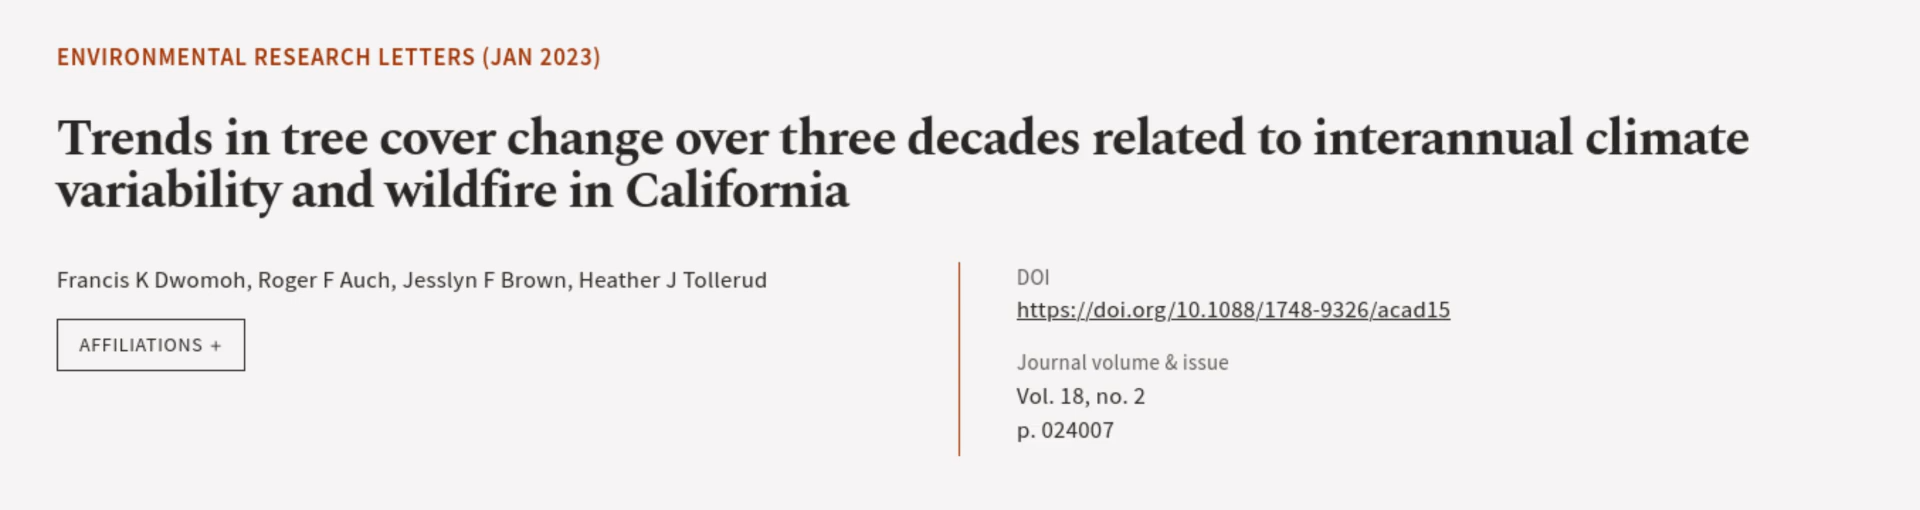 ENVIRONMENTAL RESEARCH LETTERS (JAN 2023)
Trends in tree cover change over three decades related to interannual climate
variability and wildfire in California
Francis K Dwomoh, Roger F Auch, Jesslyn F Brown, Heather J Tollerud
AFFILIATIONS +
DOI
https://doi.org/10.1088/1748-9326/acad15
Journal volume & issue
Vol. 18, no. 2
p. 024007